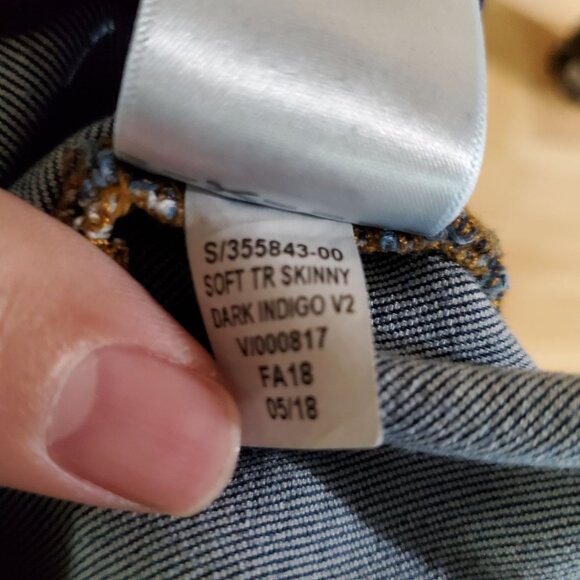 S/355843-00
SOFT TR SKINNY
DARK INDIGO V2
V/000817
FA18
05/18